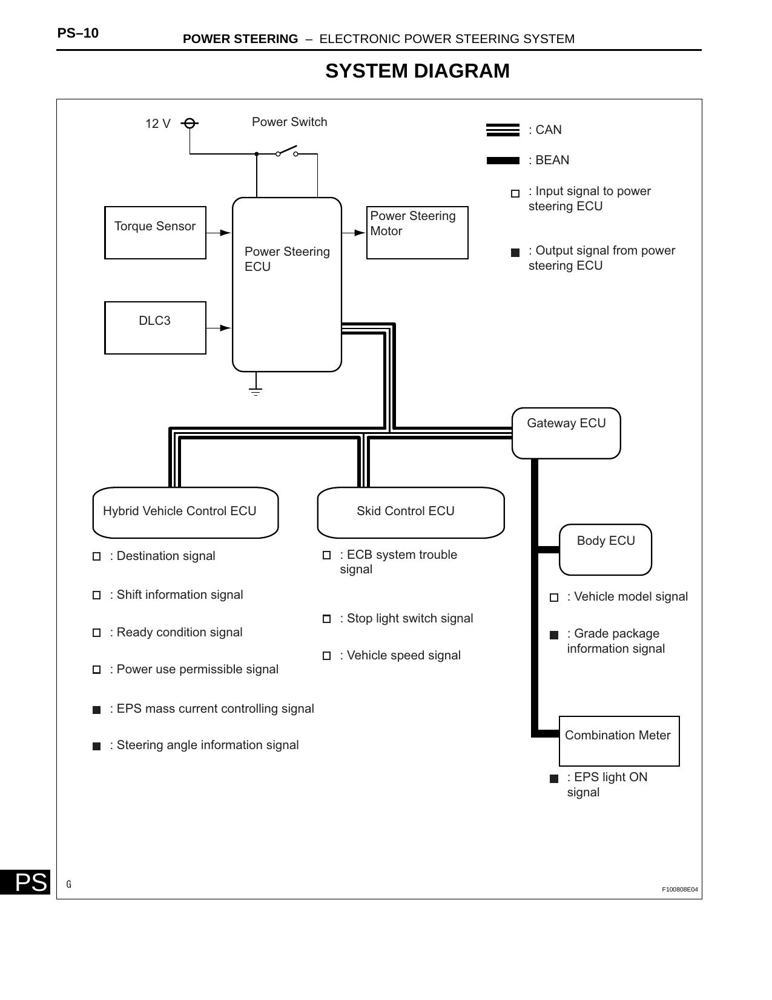 PS–10
POWER STEERING – ELECTRONIC POWER STEERING SYSTEM
SYSTEM DIAGRAM
12 V
Power Switch
: CAN
: BEAN
: Input signal to power
steering ECU
: Output signal from power
steering ECU
Torque Sensor
Power Steering
ECU
Power Steering
Motor
DLC3
Gateway ECU
Hybrid Vehicle Control ECU
Skid Control ECU
Body ECU
: Destination signal
: Shift information signal
: Ready condition signal
: Power use permissible signal
: EPS mass current controlling signal
: Steering angle information signal
: ECB system trouble
signal
: Stop light switch signal
: Vehicle speed signal
: Vehicle model signal
: Grade package
information signal
Combination Meter
: EPS light ON
signal
PS
G
F100808E04